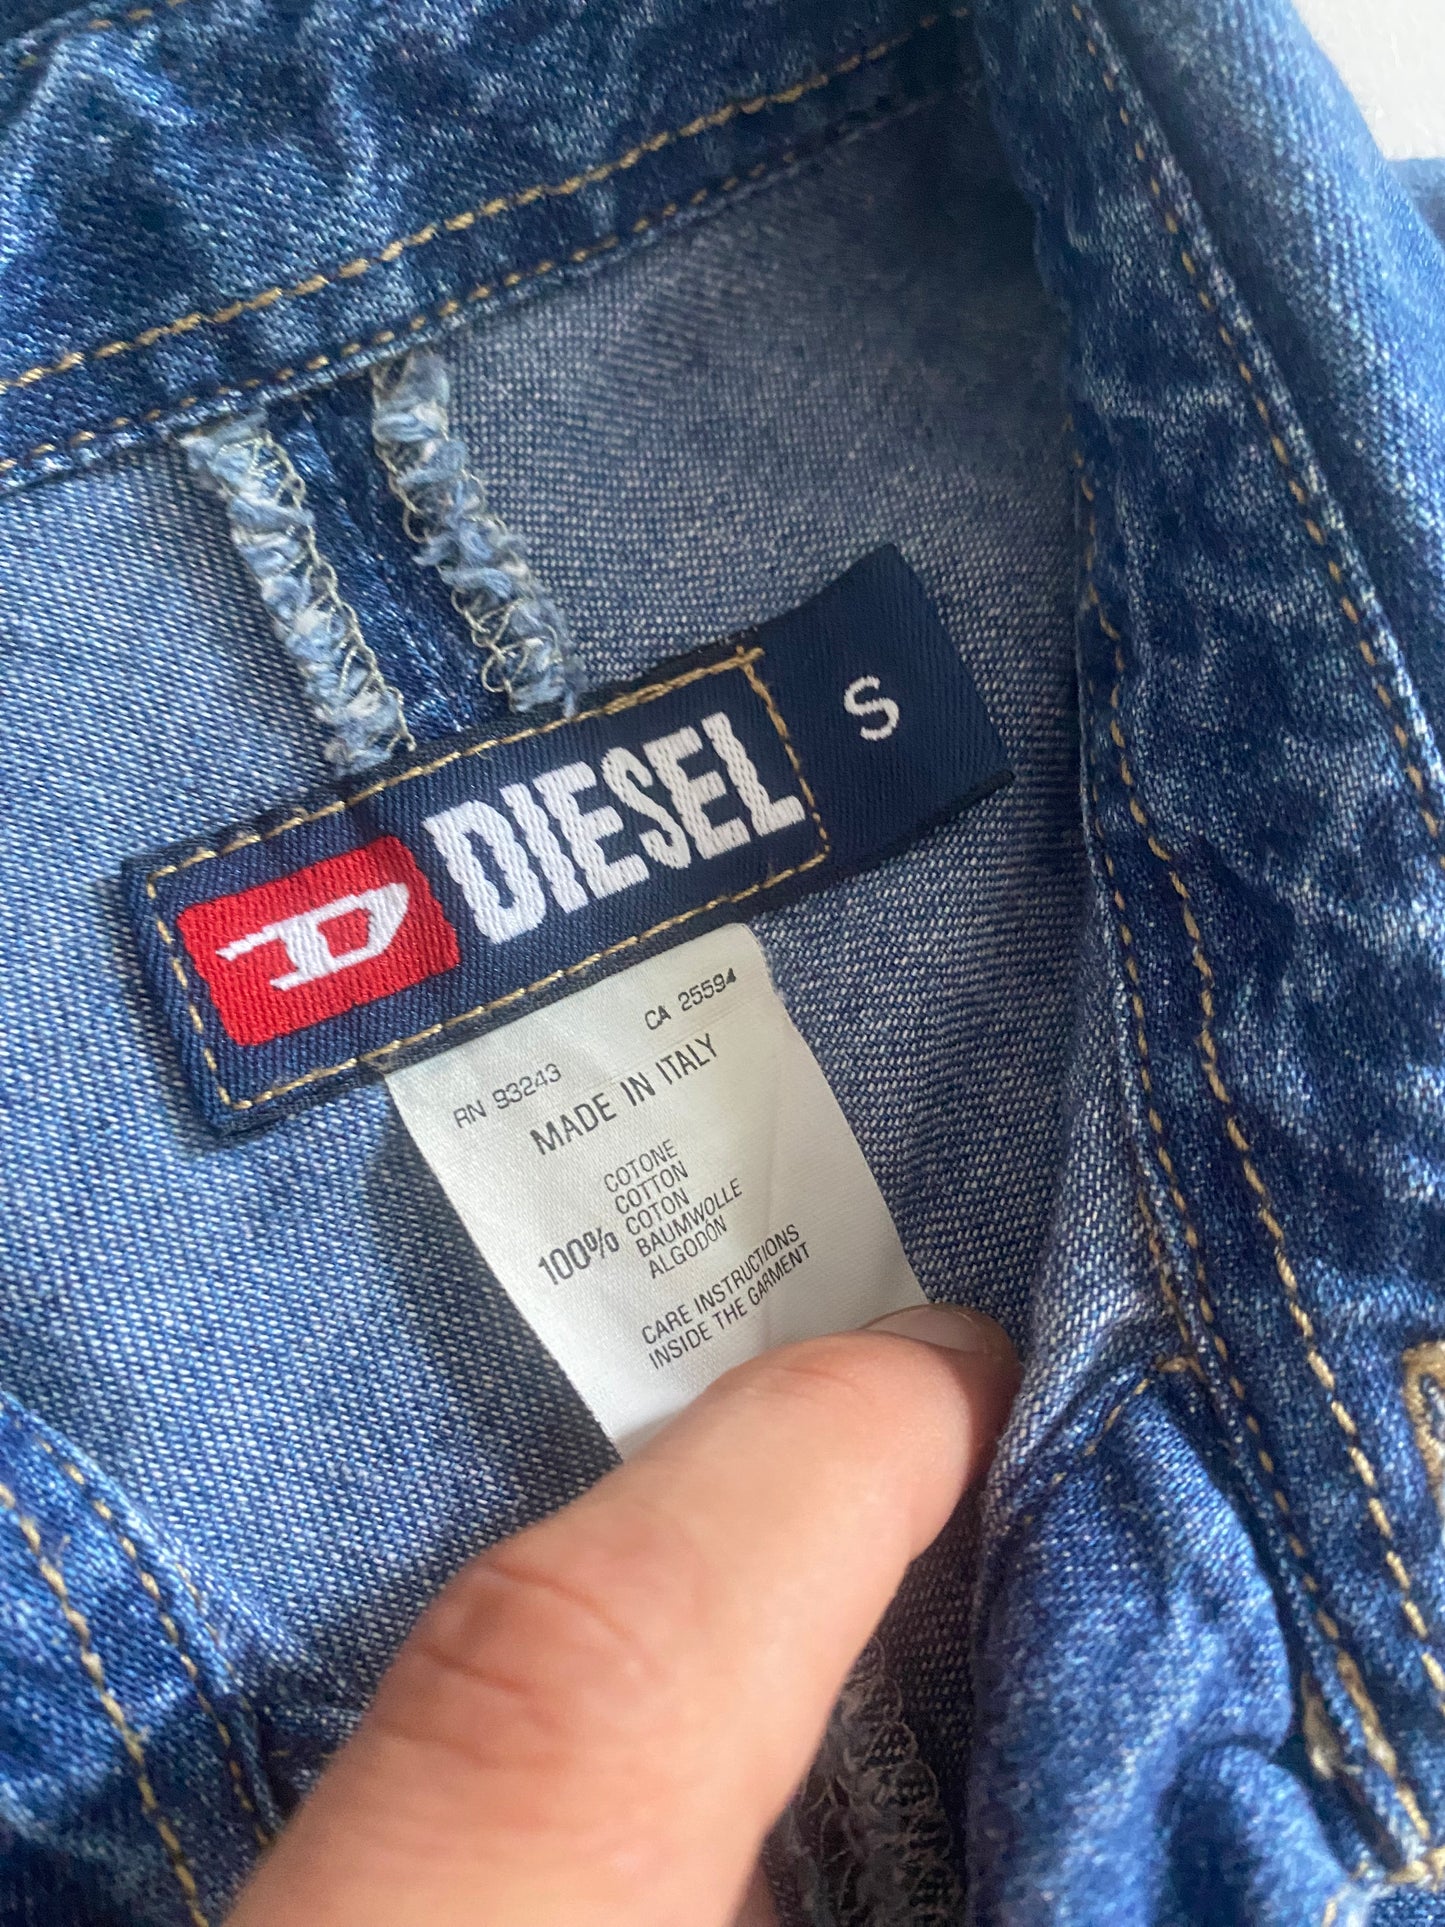 D DIESEL S
RN 93243 CA 25594
MADE IN ITALY
COTONE
COTTON
100% COTON
BAUMWOLLE
ALGODÓN
CARE INSTRUCTIONS
INSIDE THE GARMENT